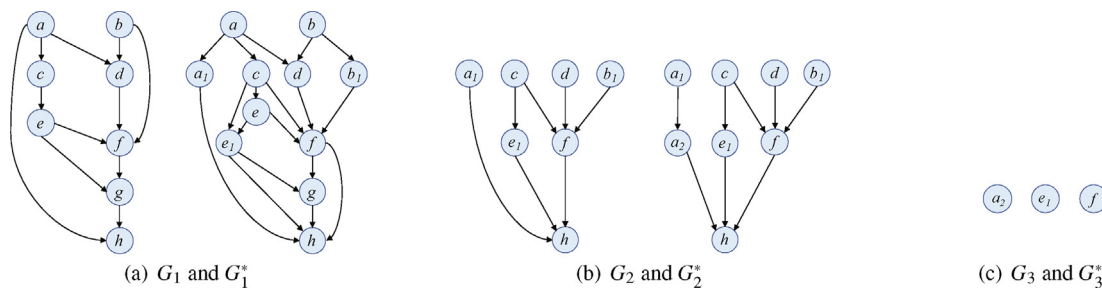 a b a b
c d a₁ c d b₁ a₁ c d b₁ a₁ c d b₁
e e
f e₁ f e₁ f a₂ e₁ f
g g a₂ e₁ f
h h h h
(a) G₁ and G₁* (b) G₂ and G₂* (c) G₃ and G₃*